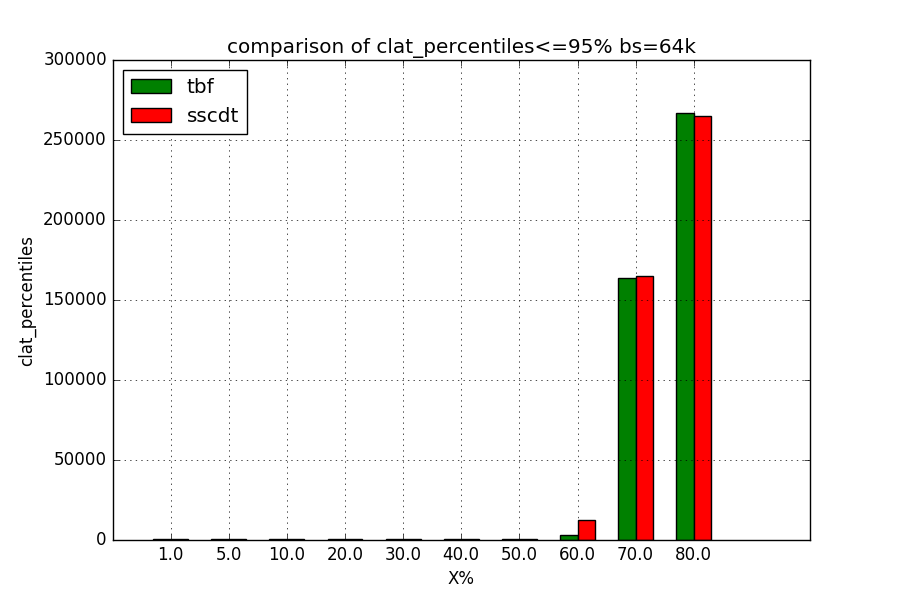 comparison of clat_percentiles<=95% bs=64k
300000
250000
200000
150000
100000
50000
0
tbf
sscdt
clat_percentiles
1.0 5.0 10.0 20.0 30.0 40.0 50.0 60.0 70.0 80.0
X%